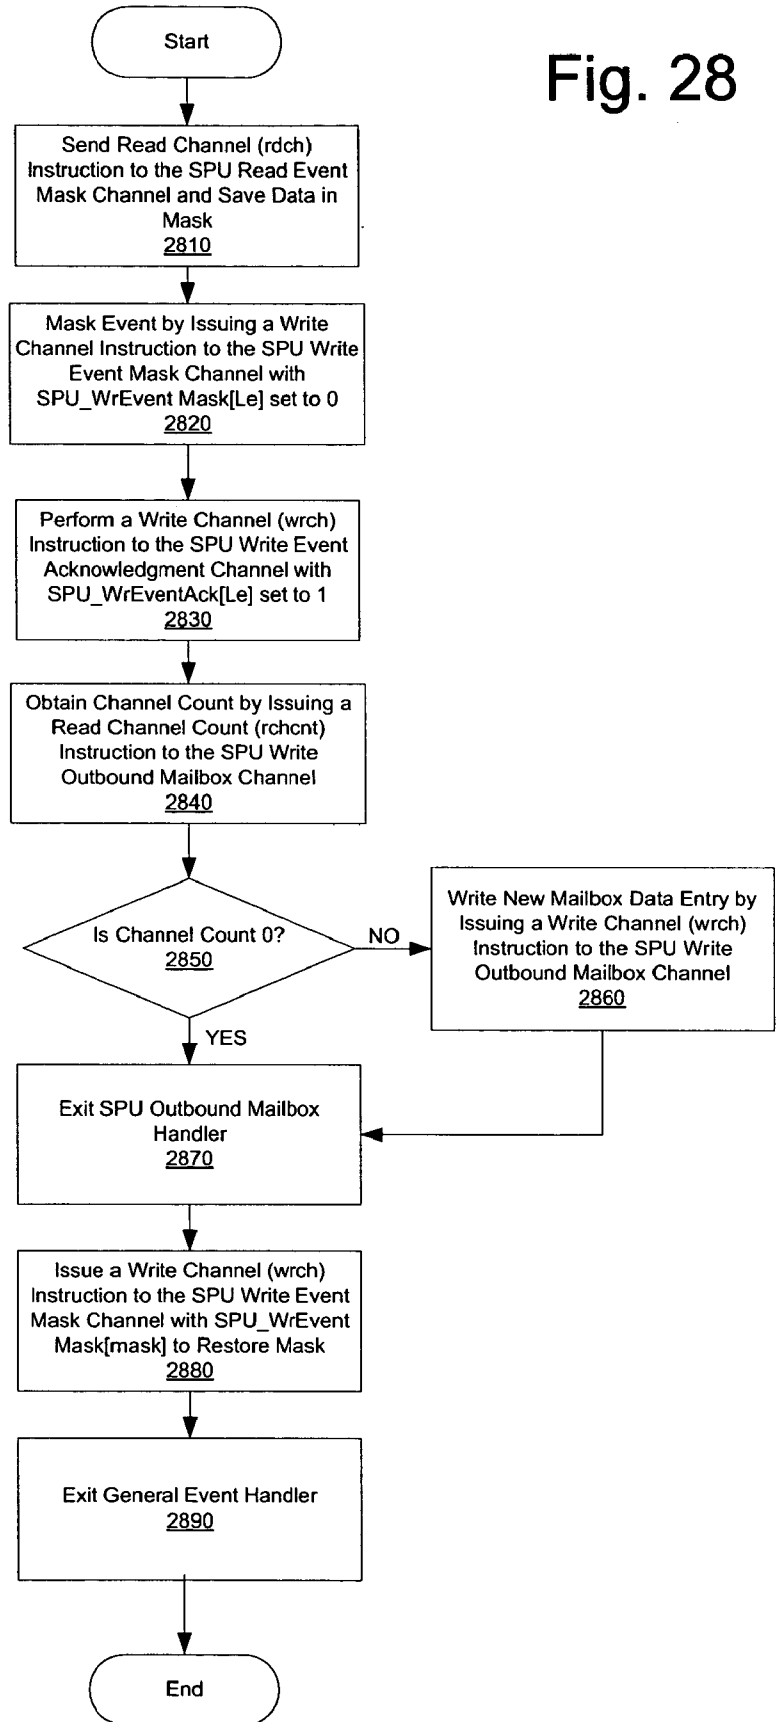 Start
Fig. 28
Send Read Channel (rdch)
Instruction to the SPU Read Event
Mask Channel and Save Data in
Mask
2810
Mask Event by Issuing a Write
Channel Instruction to the SPU Write
Event Mask Channel with
SPU_WrEvent Mask[Le] set to 0
2820
Perform a Write Channel (wrch)
Instruction to the SPU Write Event
Acknowledgment Channel with
SPU_WrEventAck[Le] set to 1
2830
Obtain Channel Count by Issuing a
Read Channel Count (rchcnt)
Instruction to the SPU Write
Outbound Mailbox Channel
2840
Is Channel Count 0?
2850
NO
Write New Mailbox Data Entry by
Issuing a Write Channel (wrch)
Instruction to the SPU Write
Outbound Mailbox Channel
2860
YES
Exit SPU Outbound Mailbox
Handler
2870
Issue a Write Channel (wrch)
Instruction to the SPU Write Event
Mask Channel with SPU_WrEvent
Mask[mask] to Restore Mask
2880
Exit General Event Handler
2890
End